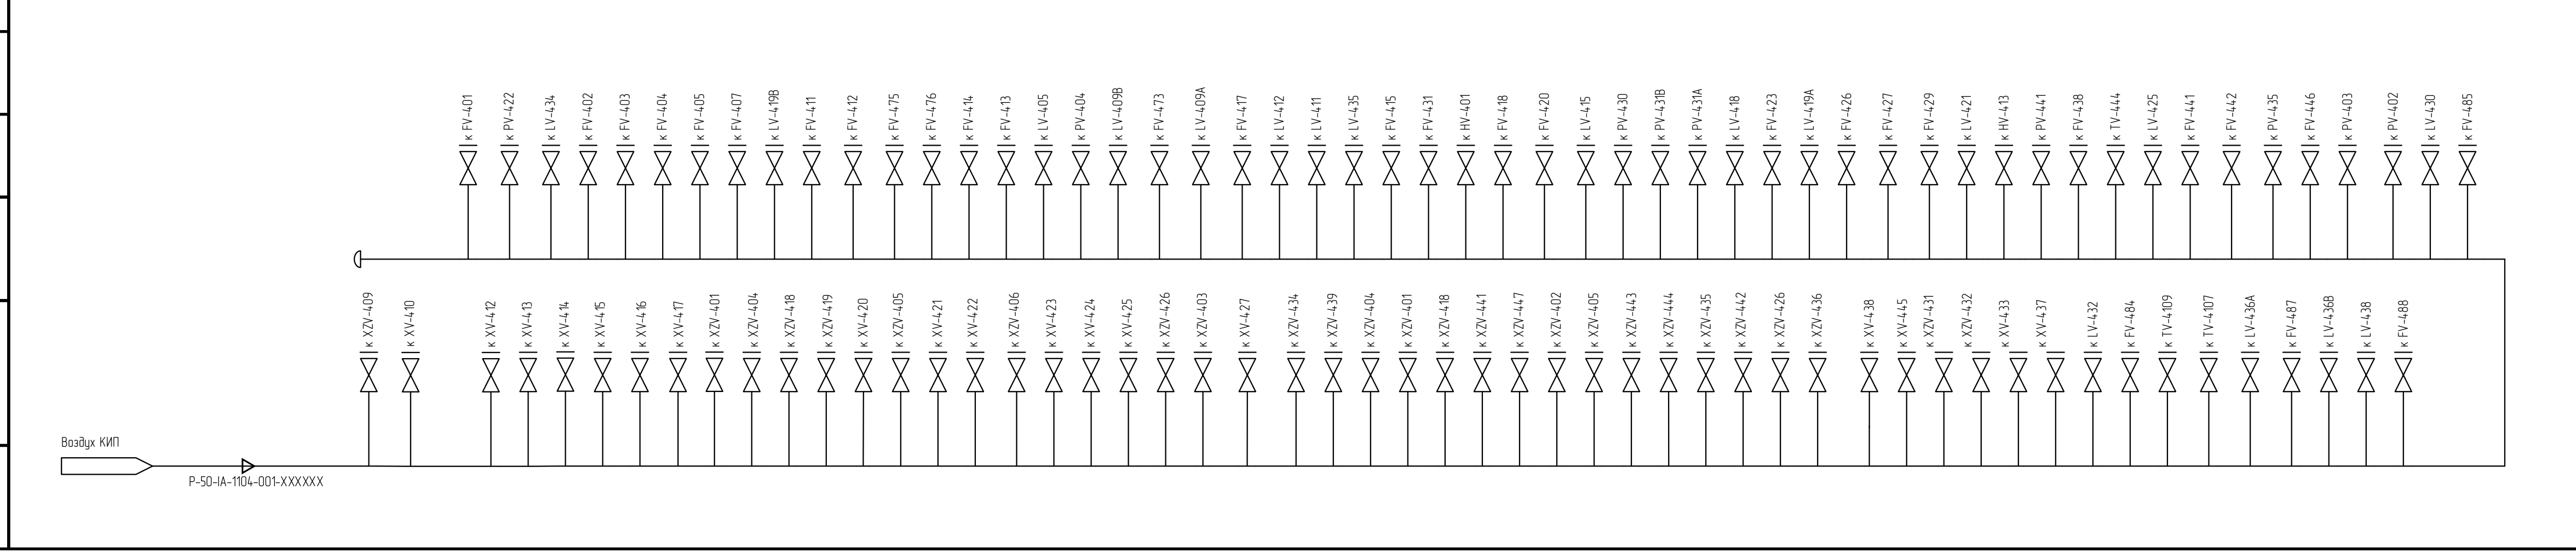 к FV-401
к PV-422
к LV-434
к FV-402
к FV-403
к FV-404
к FV-405
к FV-407
к LV-419B
к FV-411
к FV-412
к FV-475
к FV-476
к FV-414
к FV-413
к LV-405
к PV-404
к LV-409B
к FV-473
к LV-409A
к FV-417
к LV-412
к LV-411
к LV-435
к FV-415
к FV-431
к HV-401
к FV-418
к FV-420
к LV-415
к PV-430
к PV-431B
к PV-431A
к LV-418
к FV-423
к LV-419A
к FV-426
к FV-427
к FV-429
к LV-421
к HV-413
к PV-441
к FV-438
к TV-444
к LV-425
к FV-441
к FV-442
к PV-435
к FV-446
к PV-403
к PV-402
к LV-430
к FV-485
к XZV-409
к XV-410
к XV-412
к XV-413
к XV-414
к XV-415
к XV-416
к XV-417
к XZV-401
к XZV-404
к XZV-418
к XZV-419
к XV-420
к XZV-405
к XV-421
к XV-422
к XZV-406
к XV-423
к XV-424
к XV-425
к XZV-426
к XZV-403
к XV-427
к XZV-434
к XZV-439
к XZV-404
к XZV-401
к XZV-418
к XZV-441
к XZV-447
к XZV-402
к XZV-405
к XZV-443
к XZV-444
к XZV-435
к XZV-442
к XZV-426
к XZV-436
к XV-438
к XV-445
к XZV-431
к XZV-432
к XV-433
к XV-437
к LV-432
к FV-484
к TV-4109
к TV-4107
к LV-436A
к FV-487
к LV-436B
к LV-438
к FV-488
Воздух КИП
P-50-IA-1104-001-XXXXXX